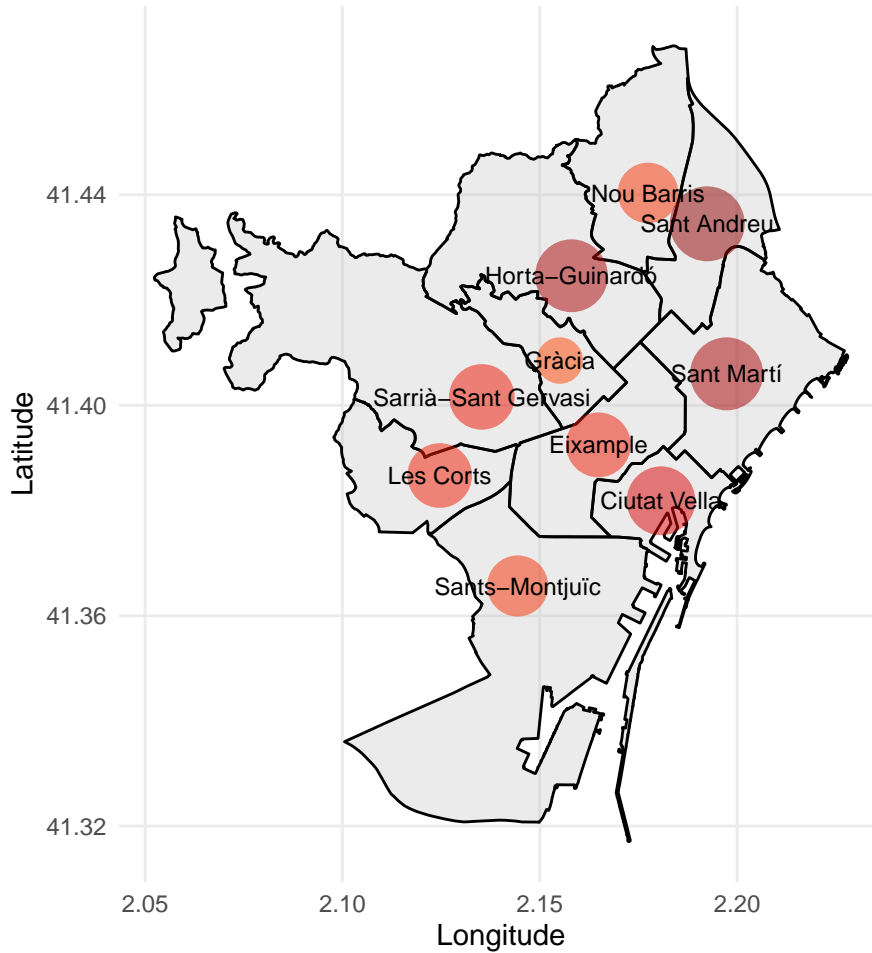 41.44
41.40
41.36
41.32
Latitude
Nou Barris
Sant Andreu
Horta−Guinardó
Gràcia
Sant Martí
Sarrià−Sant Gervasi
Eixample
Les Corts
Ciutat Vella
Sants−Montjuïc
2.05
2.10
2.15
2.20
Longitude